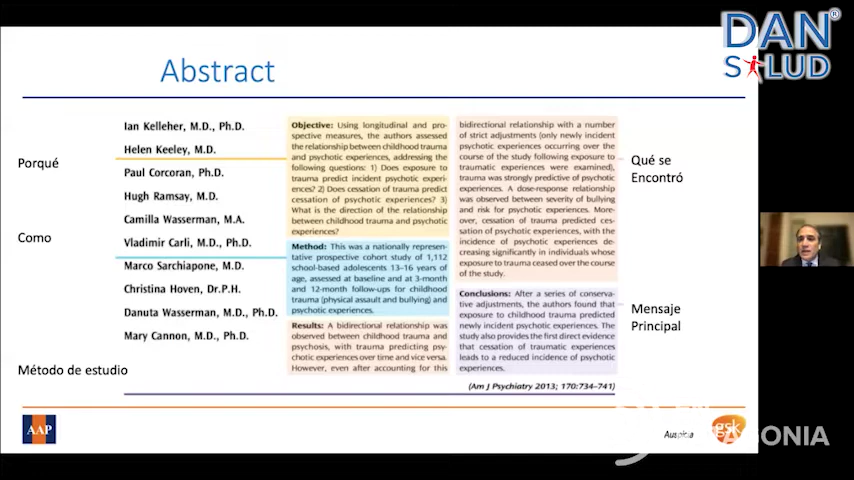 DAN®
SALUD
Abstract
Porqué
Como
Método de estudio
Ian Kelleher, M.D., Ph.D.
Helen Keeley, M.D.
Paul Corcoran, Ph.D.
Hugh Ramsay, M.D.
Camilla Wasserman, M.A.
Vladimir Carli, M.D., Ph.D.
Marco Sarchiapone, M.D.
Christina Hoven, Dr.P.H.
Danuta Wasserman, M.D., Ph.D.
Mary Cannon, M.D., Ph.D.
Objective: Using longitudinal and pro-
spective measures, the authors assessed
the relationship between childhood trauma
and psychotic experiences, addressing the
following questions: 1) Does exposure to
trauma predict incident psychotic experi-
ences? 2) Does cessation of trauma predict
cessation of psychotic experiences? 3)
What is the direction of the relationship
between childhood trauma and psychotic
experiences?
Method: This was a nationally represen-
tative prospective cohort study of 1,112
school-based adolescents 13–16 years of
age, assessed at baseline and at 3-month
and 12-month follow-ups for childhood
trauma (physical assault and bullying) and
psychotic experiences.
Results: A bidirectional relationship was
observed between childhood trauma and
psychosis, with trauma predicting psy-
chotic experiences over time and vice versa.
However, even after accounting for this
bidirectional relationship with a number
of strict adjustments (only newly incident
psychotic experiences occurring over the
course of the study following exposure to
traumatic experiences were examined),
trauma was strongly predictive of psychotic
experiences. A dose-response relationship
was observed between severity of bullying
and risk for psychotic experiences. More-
over, cessation of trauma predicted ces-
sation of psychotic experiences, with the
incidence of psychotic experiences de-
creasing significantly in individuals whose
exposure to trauma ceased over the course
of the study.
Conclusions: After a series of conserva-
tive adjustments, the authors found that
exposure to childhood trauma predicted
newly incident psychotic experiences. The
study also provides the first direct evidence
that cessation of traumatic experiences
leads to a reduced incidence of psychotic
experiences.
(Am J Psychiatry 2013; 170:734–741)
Qué se
Encontró
Mensaje
Principal
AAP
gsk